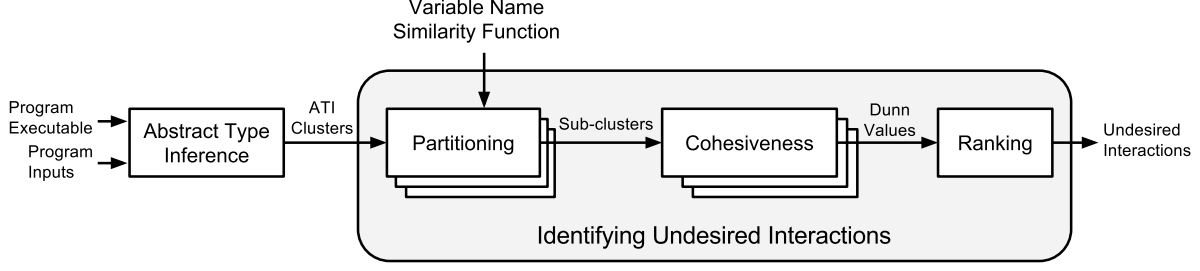 Variable Name
Similarity Function
Program
Executable
Program
Inputs
Abstract Type
Inference
ATI
Clusters
Partitioning
Sub-clusters
Cohesiveness
Dunn
Values
Ranking
Undesired
Interactions
Identifying Undesired Interactions